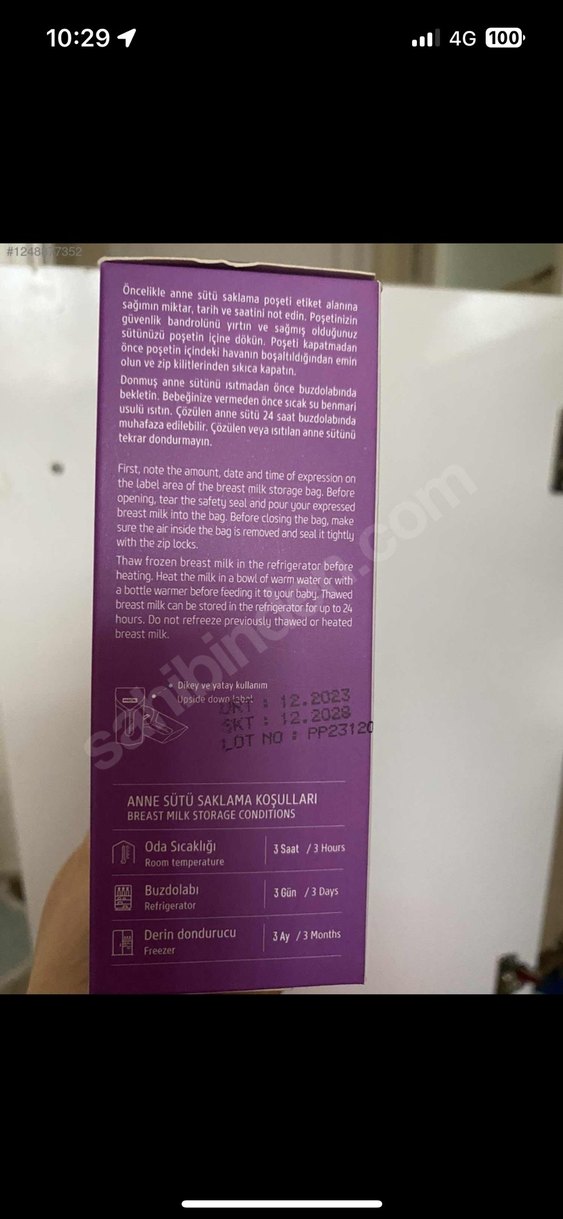 10:29
4G
100
Öncelikle anne sütü saklama poşeti etiket alanına
sağımın miktar, tarih ve saatini not edin. Poşetinizin
güvenlik bandrolünü yırtın ve sağmış olduğunuz
sütünüzü poşetin içine dökün. Poşeti kapatmadan
önce poşetin içindeki havanın boşaltıldığından emin
olun ve zip kilitlerinden sıkıca kapatın.
Donmuş anne sütünü ısıtmadan önce buzdolabında
bekletin. Bebeğinize vermeden önce sıcak su benmari
usulü ısıtın. Çözülen anne sütü 24 saat buzdolabında
muhafaza edilebilir. Çözülen veya ısıtılan anne sütünü
tekrar dondurmayın.
First, note the amount, date and time of expression on
the label area of the breast milk storage bag. Before
opening, tear the safety seal and pour your expressed
breast milk into the bag. Before closing the bag, make
sure the air inside the bag is removed and seal it tightly
with the zip locks.
Thaw frozen breast milk in the refrigerator before
heating. Heat the milk in a bowl of warm water or with
a bottle warmer before feeding it to your baby. Thawed
breast milk can be stored in the refrigerator for up to 24
hours. Do not refreeze previously thawed or heated
breast milk.
• Dikey ve yatay kullanım
Upside down label
: 12.2023
SKT : 12.2028
LOT NO : PP23120
ANNE SÜTÜ SAKLAMA KOŞULLARI
BREAST MILK STORAGE CONDITIONS
Oda Sıcaklığı 3 Saat / 3 Hours
Room temperature
Buzdolabı 3 Gün / 3 Days
Refrigerator
Derin dondurucu 3 Ay / 3 Months
Freezer
sahibinden.com